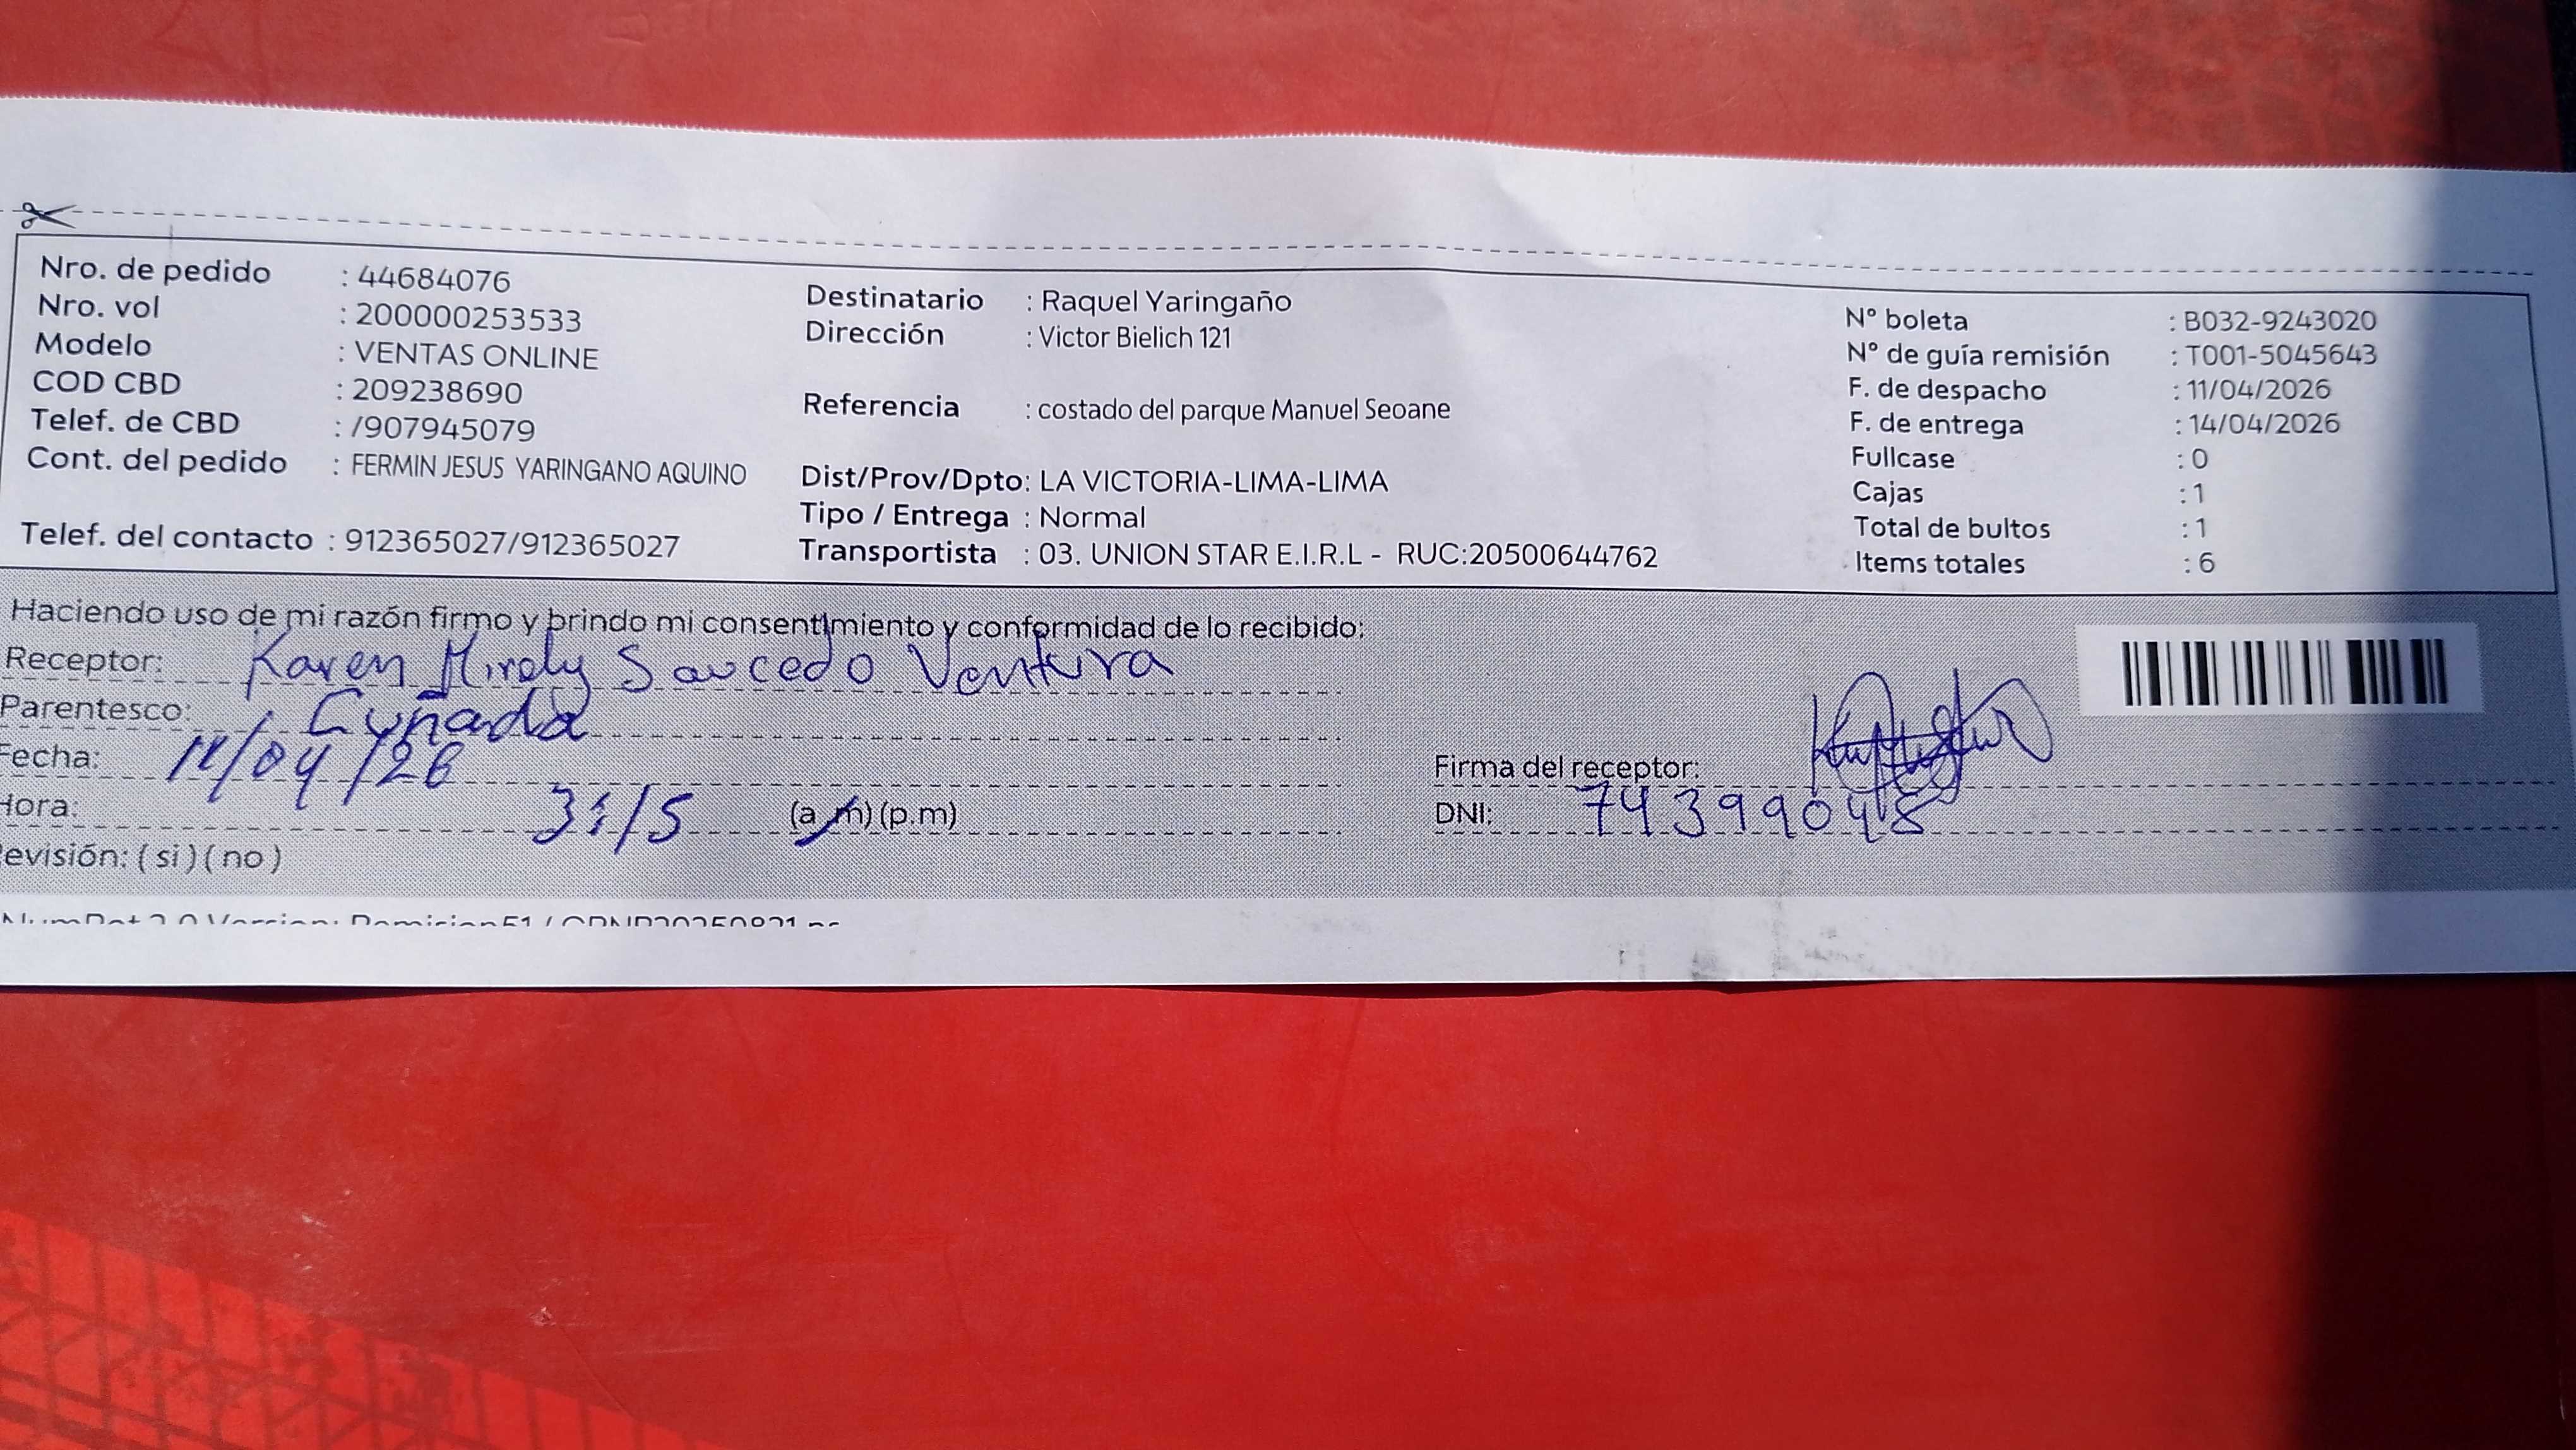 Nro. de pedido : 44684076
Nro. vol : 200000253533
Modelo : VENTAS ONLINE
COD CBD : 209238690
Telef. de CBD : /907945079
Cont. del pedido : FERMIN JESUS YARINGANO AQUINO
Telef. del contacto : 912365027/912365027
Destinatario : Raquel Yaringaño
Dirección : Victor Bielich 121
Referencia : costado del parque Manuel Seoane
Dist/Prov/Dpto: LA VICTORIA-LIMA-LIMA
Tipo / Entrega : Normal
Transportista : 03. UNION STAR E.I.R.L - RUC:20500644762
N° boleta : B032-9243020
N° de guía remisión : T001-5045643
F. de despacho : 11/04/2026
F. de entrega : 14/04/2026
Fullcase : 0
Cajas : 1
Total de bultos : 1
Items totales : 6
Haciendo uso de mi razón firmo y brindo mi consentimiento y conformidad de lo recibido:
Receptor: Karen Saucedo Ventura
Parentesco: Cuñada
Fecha: /04/26
Hora: 3:15 (a.m) (p.m)
evisión: ( si ) ( no )
Firma del receptor:
DNI: 74399048